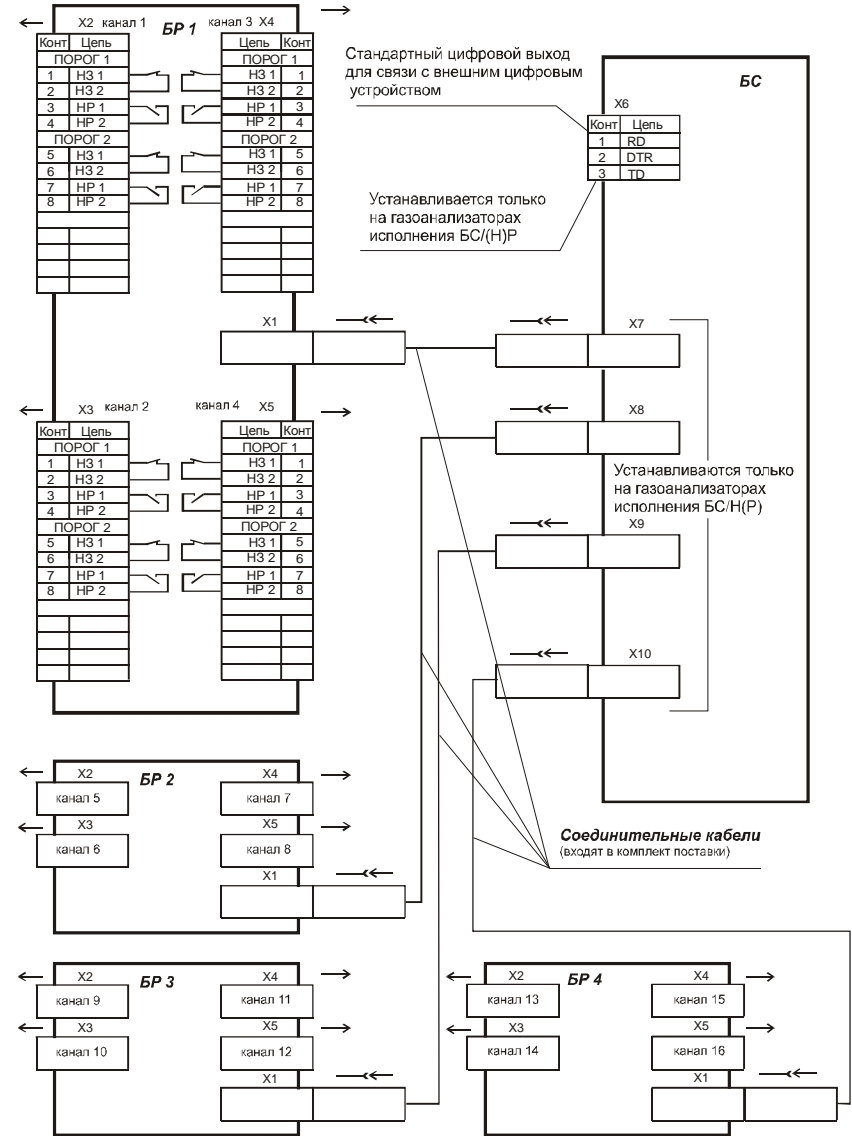 X2 канал 1
БР 1
канал 3 X4
Конт Цепь
ПОРОГ 1
1 НЗ 1
2 НЗ 2
3 НР 1
4 НР 2
ПОРОГ 2
5 НЗ 1
6 НЗ 2
7 НР 1
8 НР 2
Цепь Конт
ПОРОГ 1
НЗ 1 1
НЗ 2 2
НР 1 3
НР 2 4
ПОРОГ 2
НЗ 1 5
НЗ 2 6
НР 1 7
НР 2 8
X1
Стандартный цифровой выход
для связи с внешним цифровым
устройством
БС
X6
Конт Цепь
1 RD
2 DTR
3 TD
Устанавливается только
на газоанализаторах
исполнения БС/(Н)Р
X7
X8
Устанавливаются только
на газоанализаторах
исполнения БС/Н(Р)
X9
X10
X3 канал 2
канал 4 X5
Конт Цепь
ПОРОГ 1
1 НЗ 1
2 НЗ 2
3 НР 1
4 НР 2
ПОРОГ 2
5 НЗ 1
6 НЗ 2
7 НР 1
8 НР 2
Цепь Конт
ПОРОГ 1
НЗ 1 1
НЗ 2 2
НР 1 3
НР 2 4
ПОРОГ 2
НЗ 1 5
НЗ 2 6
НР 1 7
НР 2 8
Соединительные кабели
(входят в комплект поставки)
БР 2
X2
канал 5
X4
канал 7
X3
канал 6
X5
канал 8
X1
БР 3
X2
канал 9
X4
канал 11
X3
канал 10
X5
канал 12
X1
БР 4
X2
канал 13
X4
канал 15
X3
канал 14
X5
канал 16
X1